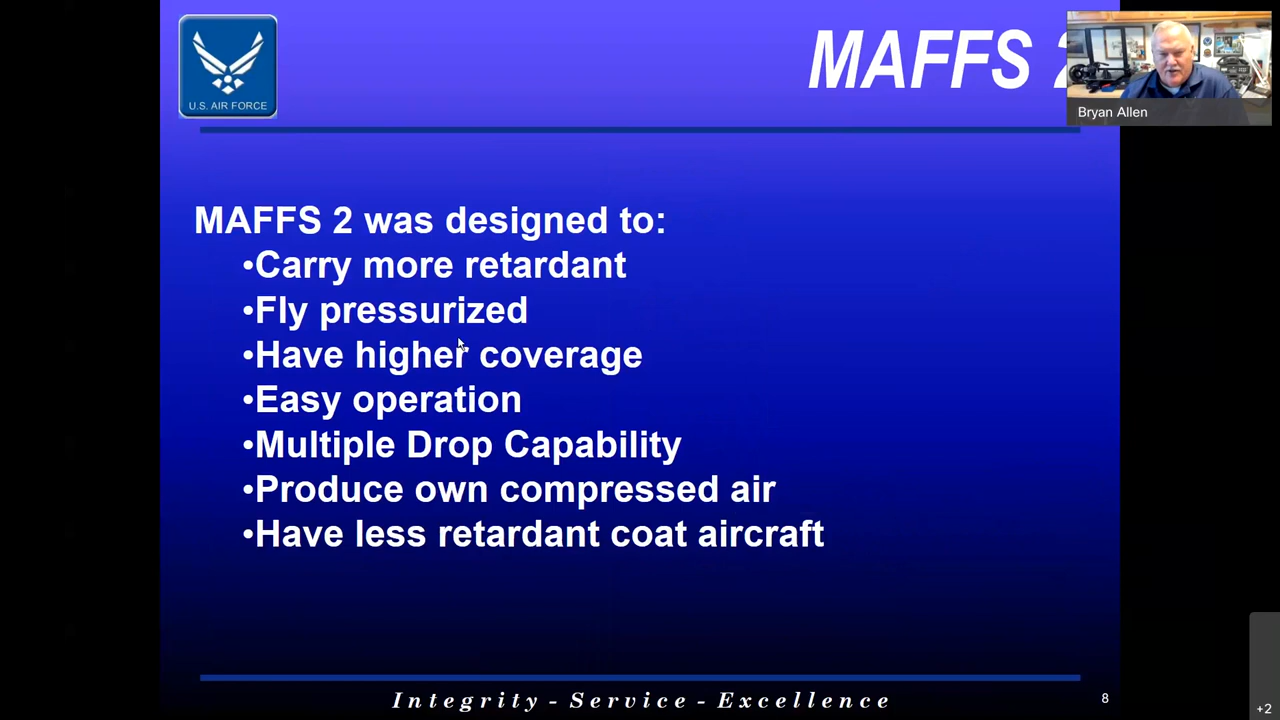 MAFFS 2
U.S. AIR FORCE
Bryan Allen
MAFFS 2 was designed to:
•Carry more retardant
•Fly pressurized
•Have higher coverage
•Easy operation
•Multiple Drop Capability
•Produce own compressed air
•Have less retardant coat aircraft
Integrity - Service - Excellence
8
+2